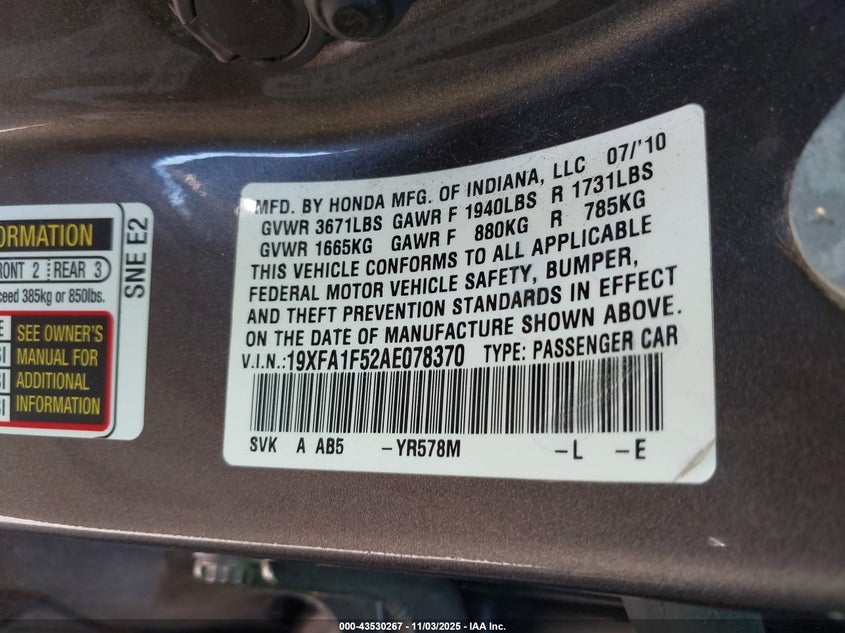 MFD. BY HONDA MFG. OF INDIANA, LLC 07/'10
GVWR 3671LBS GAWR F 1940LBS R 1731LBS
GVWR 1665KG GAWR F 880KG R 785KG
THIS VEHICLE CONFORMS TO ALL APPLICABLE
FEDERAL MOTOR VEHICLE SAFETY, BUMPER,
AND THEFT PREVENTION STANDARDS IN EFFECT
ON THE DATE OF MANUFACTURE SHOWN ABOVE.
V.I.N.:19XFA1F52AE078370 TYPE: PASSENGER CAR
SVK A AB5 -YR578M -L -E
ORMATION
RONT 2 REAR 3
ceed 385kg or 850lbs.
SEE OWNER'S
MANUAL FOR
ADDITIONAL
INFORMATION
SNE E2
000-43530267 - 11/03/2025 - IAA Inc.